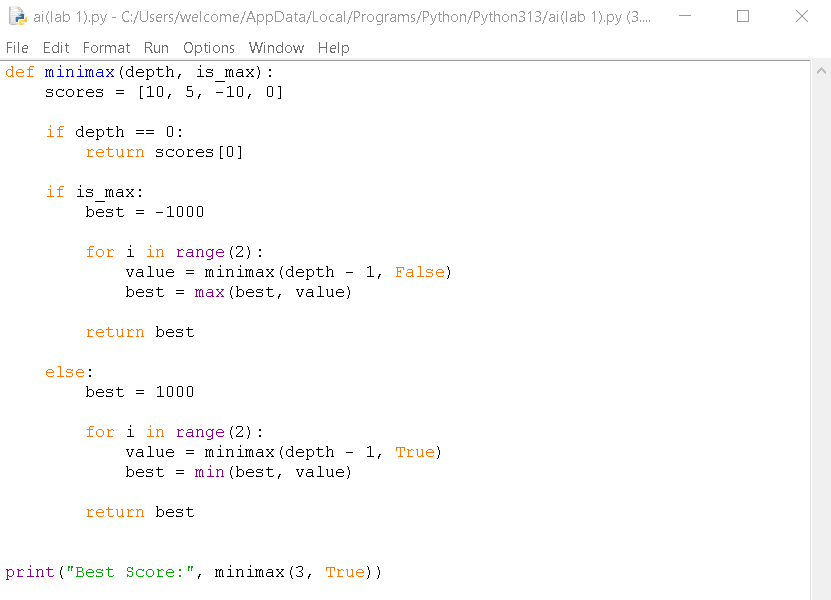 ai(lab 1).py - C:/Users/welcome/AppData/Local/Programs/Python/Python313/ai(lab 1).py (3....
File Edit Format Run Options Window Help
def minimax(depth, is_max):
    scores = [10, 5, -10, 0]

    if depth == 0:
        return scores[0]

    if is_max:
        best = -1000

        for i in range(2):
            value = minimax(depth - 1, False)
            best = max(best, value)

        return best

    else:
        best = 1000

        for i in range(2):
            value = minimax(depth - 1, True)
            best = min(best, value)

        return best


print("Best Score:", minimax(3, True))